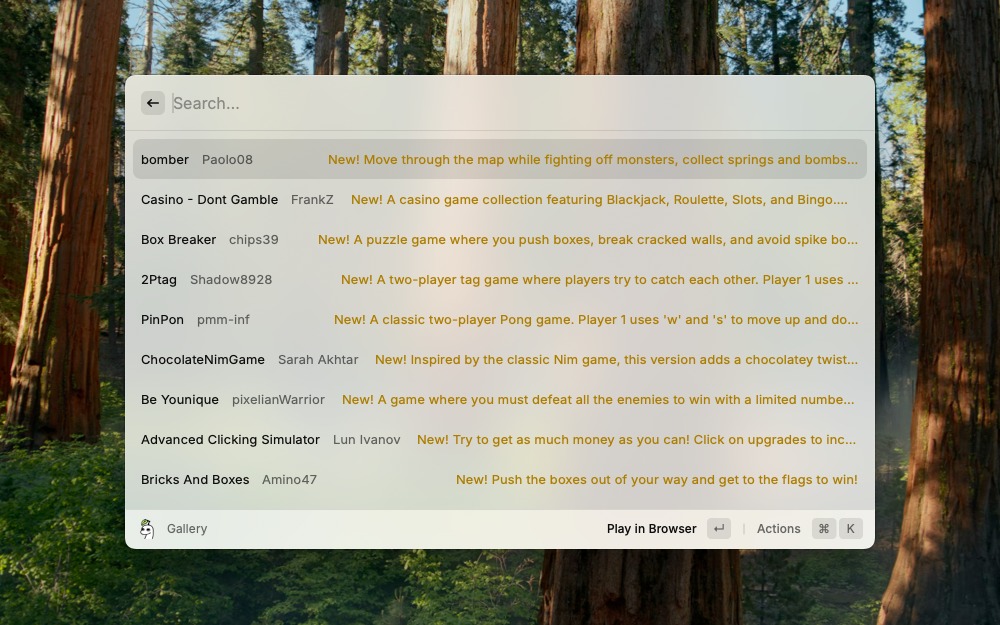 Search...
bomber Paolo08 New! Move through the map while fighting off monsters, collect springs and bombs...
Casino - Dont Gamble FrankZ New! A casino game collection featuring Blackjack, Roulette, Slots, and Bingo....
Box Breaker chips39 New! A puzzle game where you push boxes, break cracked walls, and avoid spike bo...
2Ptag Shadow8928 New! A two-player tag game where players try to catch each other. Player 1 uses ...
PinPon pmm-inf New! A classic two-player Pong game. Player 1 uses 'w' and 's' to move up and do...
ChocolateNimGame Sarah Akhtar New! Inspired by the classic Nim game, this version adds a chocolatey twist...
Be Younique pixelianWarrior New! A game where you must defeat all the enemies to win with a limited numbe...
Advanced Clicking Simulator Lun Ivanov New! Try to get as much money as you can! Click on upgrades to inc...
Bricks And Boxes Amino47 New! Push the boxes out of your way and get to the flags to win!
Gallery Play in Browser ↵ Actions ⌘ K